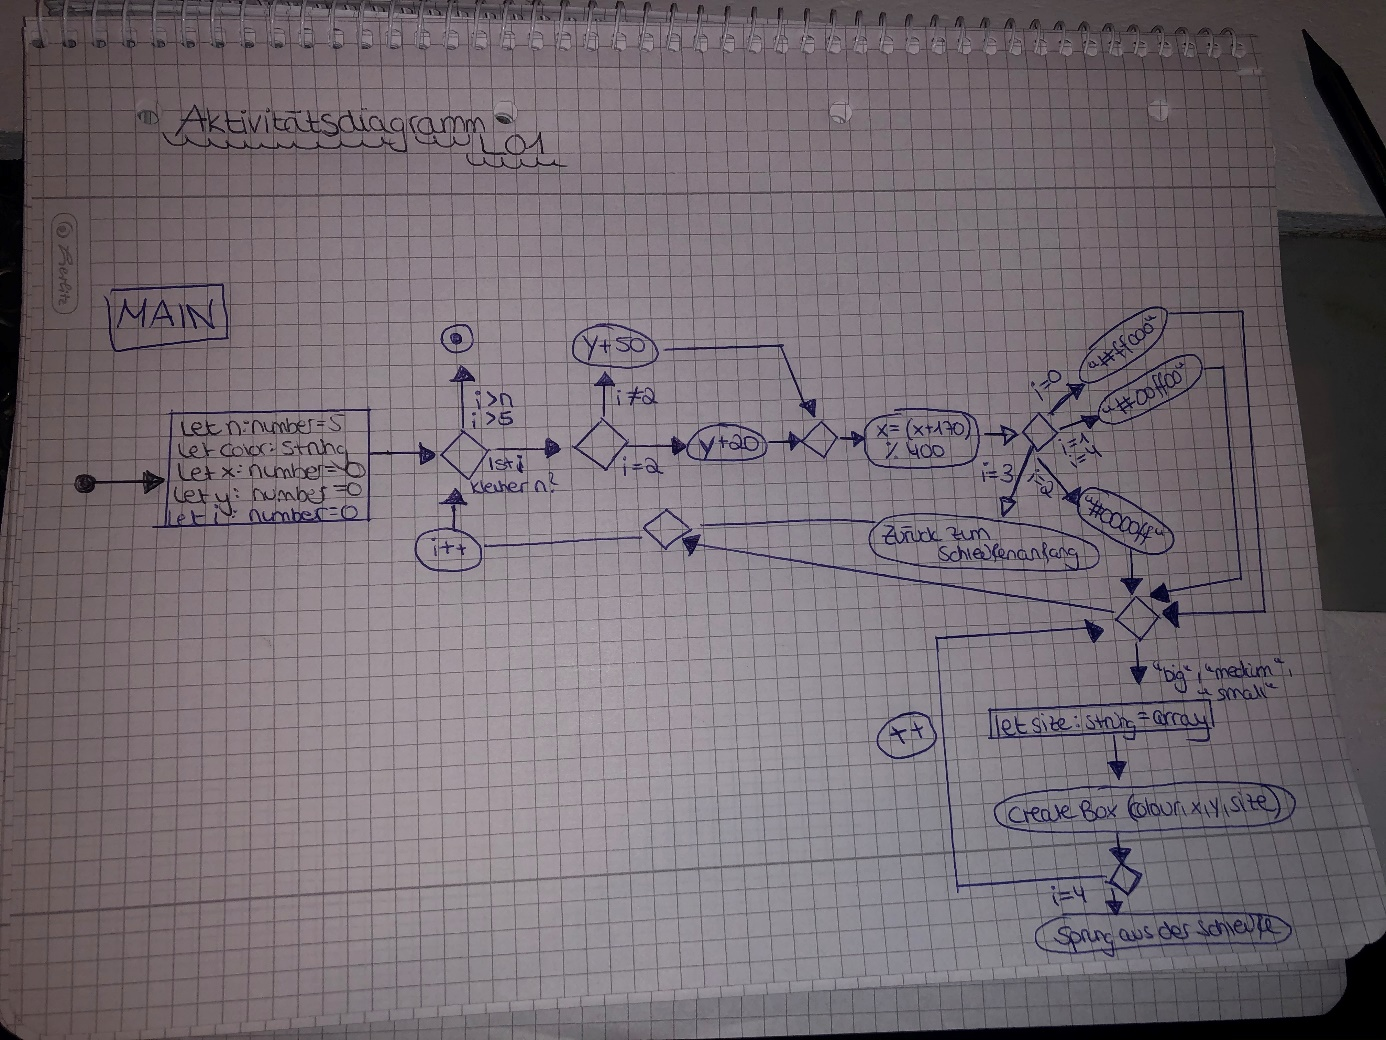 Aktivitätsdiagramm
L01
MAIN
let n:number=5
let color: string
let x: number=0
let y: number=0
let i: number=0
i>n
i>5
ist i
kleiner n?
i++
y+50
i≠2
i=2
y+20
x=(x+170)
% 400
i=0
"#ff000"
"#00ff00"
i=1
i=4
i=3
i=2
"#0000ff"
Zurück zum
Schleifenanfang
"big", "medium",
"small"
let size: string = array
++
Create Box (colour, x, y, size)
i=4
Spring aus der Schleife